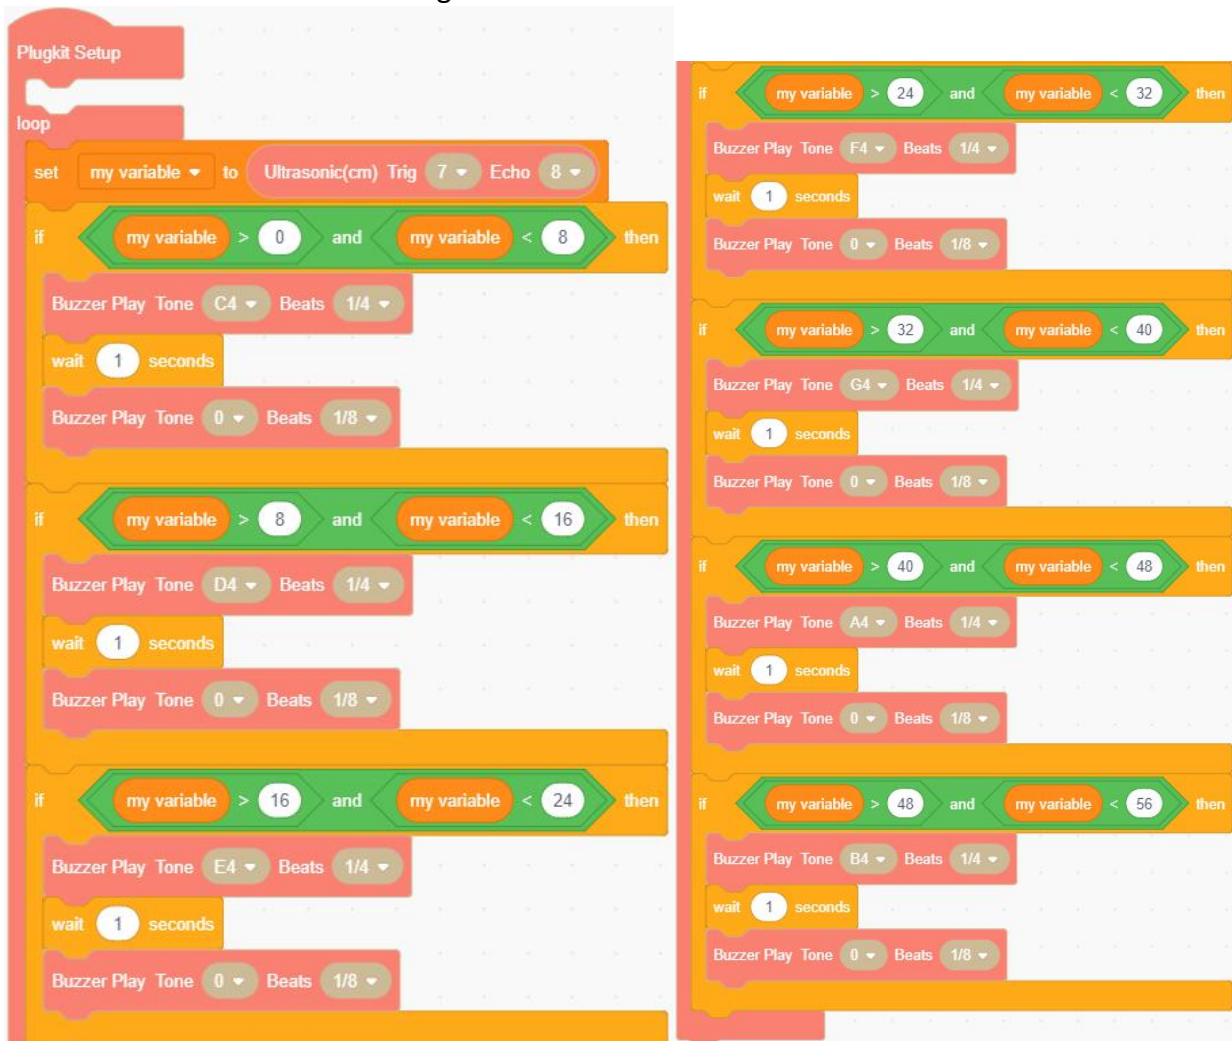 Plugkit Setup
loop
set my variable to Ultrasonic(cm) Trig 7 Echo 8
if my variable > 0 and my variable < 8 then
Buzzer Play Tone C4 Beats 1/4
wait 1 seconds
Buzzer Play Tone 0 Beats 1/8
if my variable > 8 and my variable < 16 then
Buzzer Play Tone D4 Beats 1/4
wait 1 seconds
Buzzer Play Tone 0 Beats 1/8
if my variable > 16 and my variable < 24 then
Buzzer Play Tone E4 Beats 1/4
wait 1 seconds
Buzzer Play Tone 0 Beats 1/8
if my variable > 24 and my variable < 32 then
Buzzer Play Tone F4 Beats 1/4
wait 1 seconds
Buzzer Play Tone 0 Beats 1/8
if my variable > 32 and my variable < 40 then
Buzzer Play Tone G4 Beats 1/4
wait 1 seconds
Buzzer Play Tone 0 Beats 1/8
if my variable > 40 and my variable < 48 then
Buzzer Play Tone A4 Beats 1/4
wait 1 seconds
Buzzer Play Tone 0 Beats 1/8
if my variable > 48 and my variable < 56 then
Buzzer Play Tone B4 Beats 1/4
wait 1 seconds
Buzzer Play Tone 0 Beats 1/8